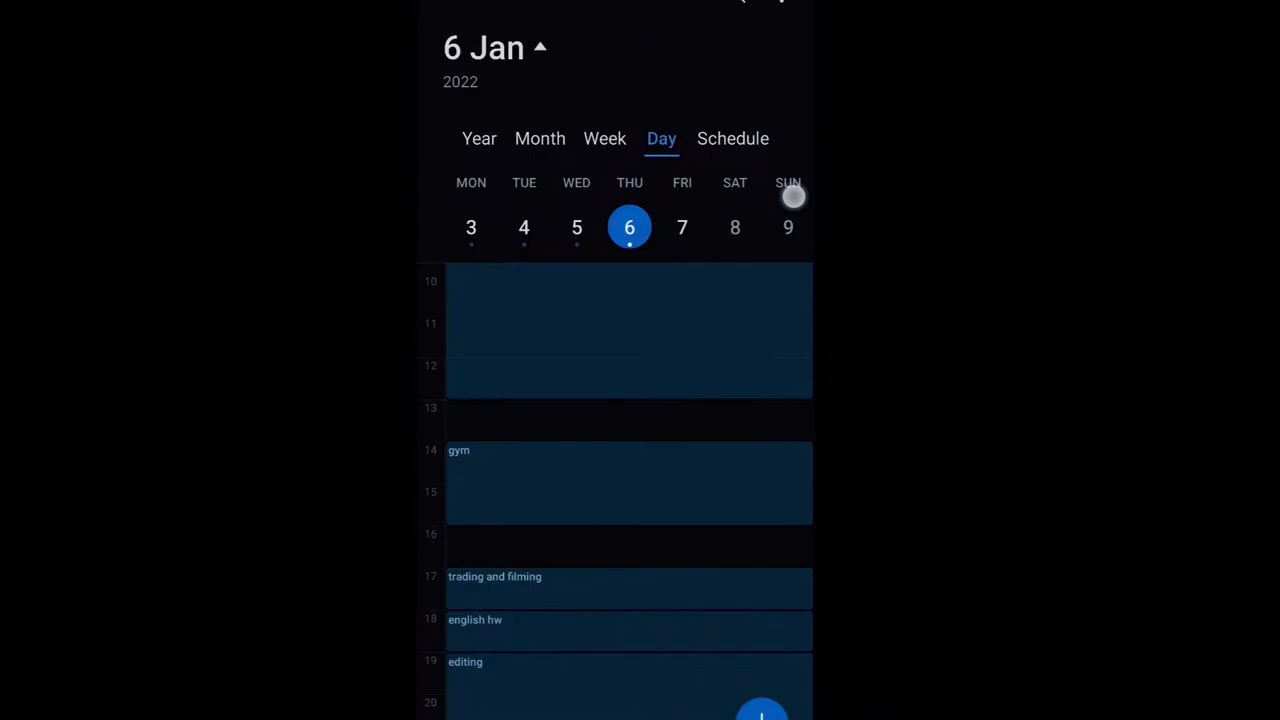 6 Jan
2022
Year Month Week Day Schedule
MON TUE WED THU FRI SAT SUN
3 4 5 6 7 8 9
10
11
12
13
14 gym
15
16
17 trading and filming
18 english hw
19 editing
20